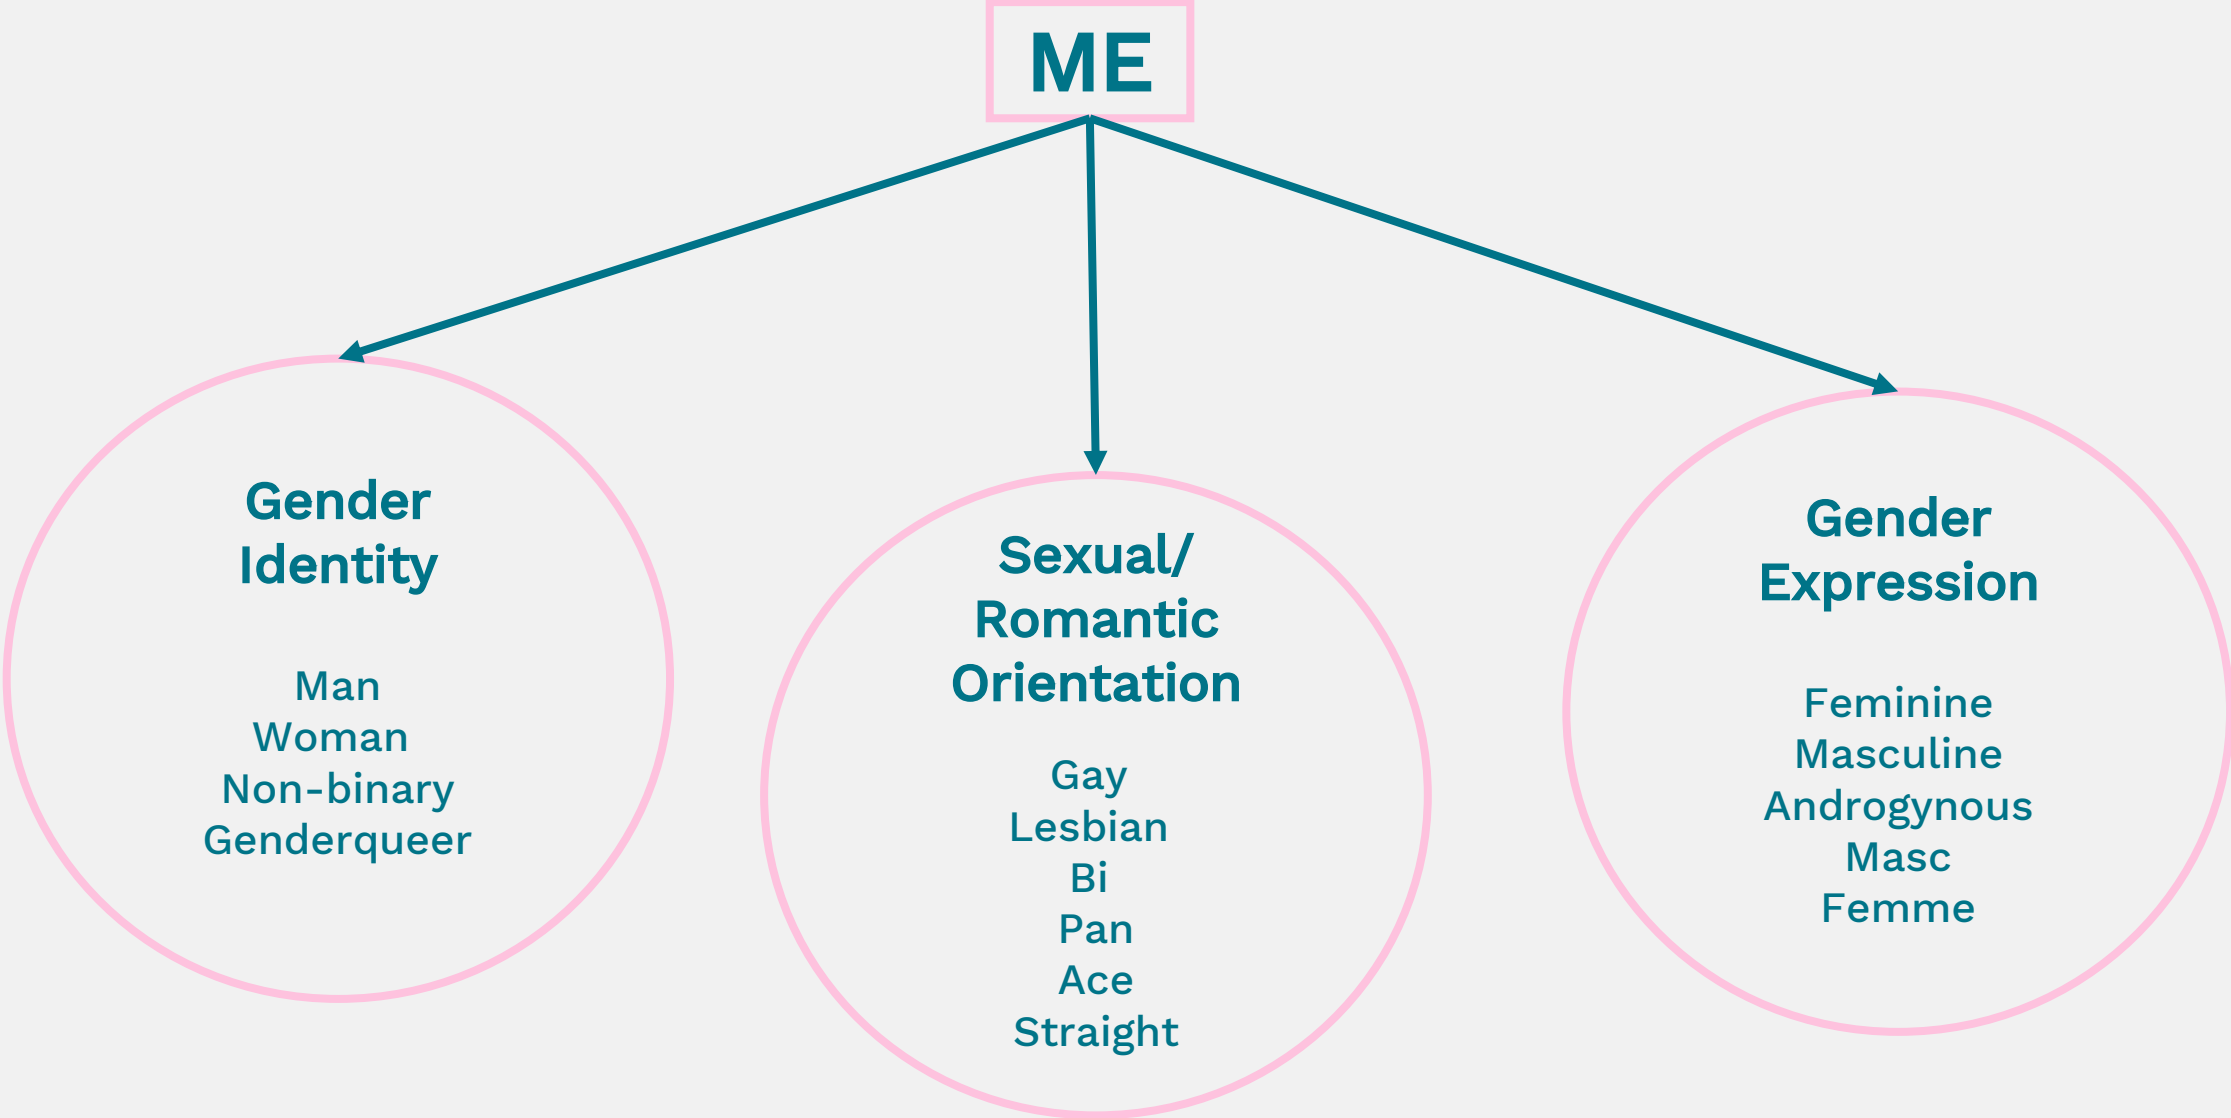 ME
Gender
Identity
Man
Woman
Non-binary
Genderqueer
Sexual/
Romantic
Orientation
Gay
Lesbian
Bi
Pan
Ace
Straight
Gender
Expression
Feminine
Masculine
Androgynous
Masc
Femme